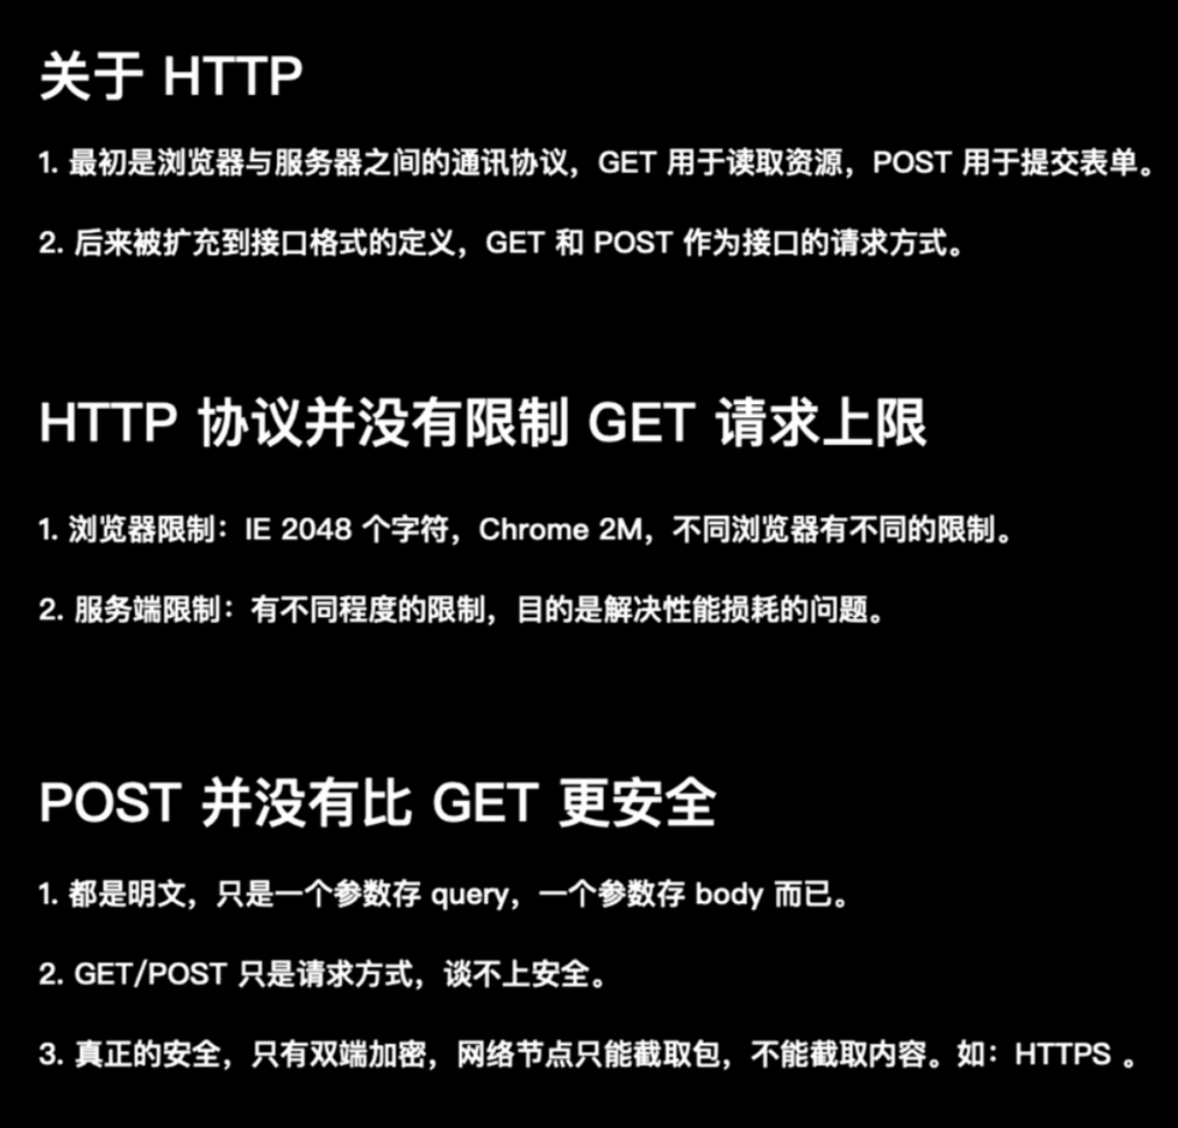 关于 HTTP
1. 最初是浏览器与服务器之间的通讯协议，GET 用于读取资源，POST 用于提交表单。
2. 后来被扩充到接口格式的定义，GET 和 POST 作为接口的请求方式。
HTTP 协议并没有限制 GET 请求上限
1. 浏览器限制：IE 2048 个字符，Chrome 2M，不同浏览器有不同的限制。
2. 服务端限制：有不同程度的限制，目的是解决性能损耗的问题。
POST 并没有比 GET 更安全
1. 都是明文，只是一个参数存 query，一个参数存 body 而已。
2. GET/POST 只是请求方式，谈不上安全。
3. 真正的安全，只有双端加密，网络节点只能截取包，不能截取内容。如：HTTPS 。